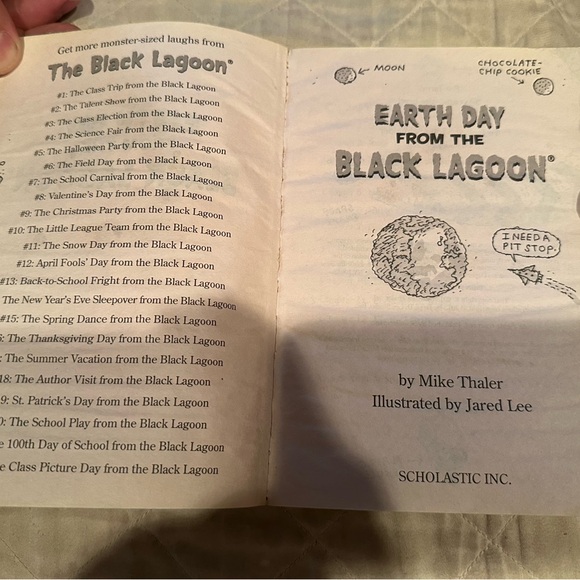 Get more monster-sized laughs from
The Black Lagoon®
#1: The Class Trip from the Black Lagoon
#2: The Talent Show from the Black Lagoon
#3: The Class Election from the Black Lagoon
#4: The Science Fair from the Black Lagoon
#5: The Halloween Party from the Black Lagoon
#6: The Field Day from the Black Lagoon
#7: The School Carnival from the Black Lagoon
#8: Valentine's Day from the Black Lagoon
#9: The Christmas Party from the Black Lagoon
#10: The Little League Team from the Black Lagoon
#11: The Snow Day from the Black Lagoon
#12: April Fools' Day from the Black Lagoon
#13: Back-to-School Fright from the Black Lagoon
The New Year's Eve Sleepover from the Black Lagoon
#15: The Spring Dance from the Black Lagoon
: The Thanksgiving Day from the Black Lagoon
: The Summer Vacation from the Black Lagoon
18: The Author Visit from the Black Lagoon
9: St. Patrick's Day from the Black Lagoon
: The School Play from the Black Lagoon
100th Day of School from the Black Lagoon
Class Picture Day from the Black Lagoon
MOON
CHOCOLATE-
CHIP COOKIE
EARTH DAY
FROM THE
BLACK LAGOON®
I NEED A
PIT STOP.
by Mike Thaler
Illustrated by Jared Lee
SCHOLASTIC INC.